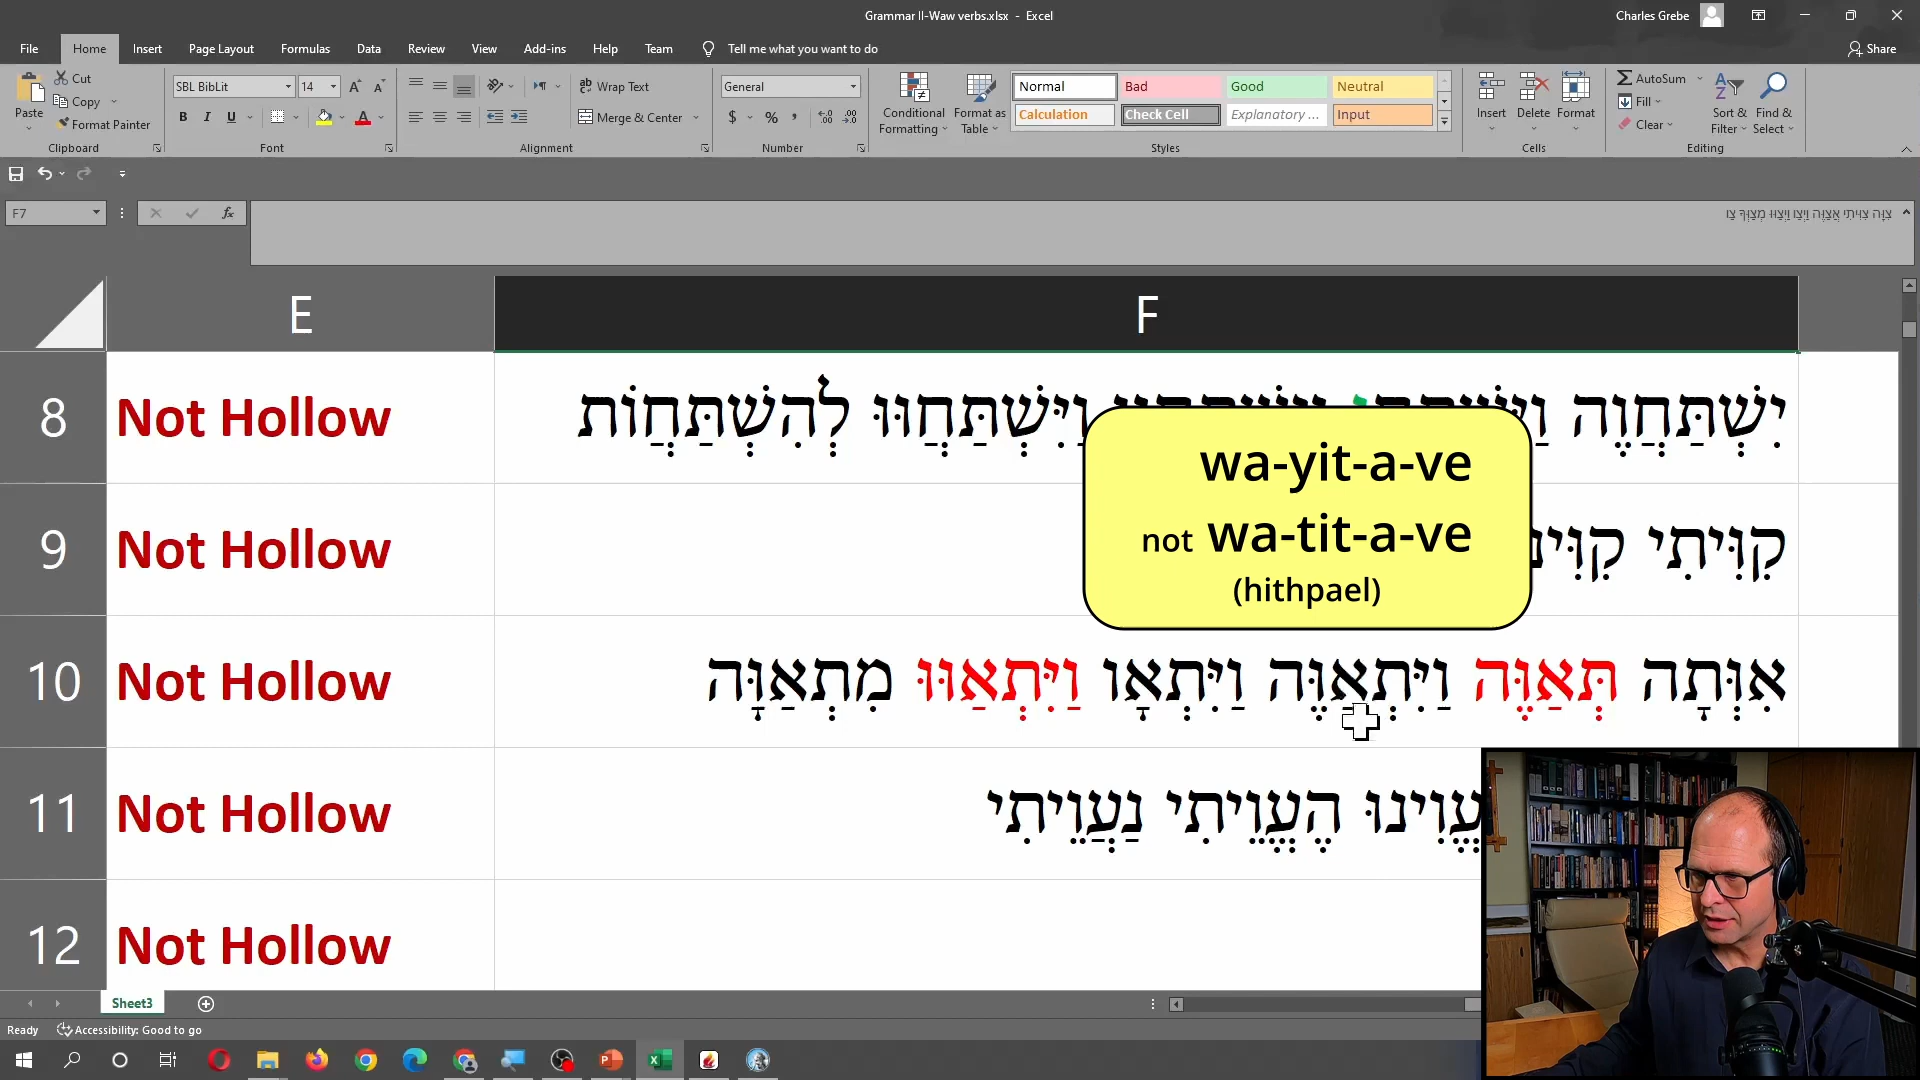 Grammar II-Waw verbs.xlsx - Excel
Charles Grebe
File Home Insert Page Layout Formulas Data Review View Add-ins Help Team Tell me what you want to do
Share
Paste
Cut
Copy
Format Painter
Clipboard
SBL BibLit 14
B I U
Font
Wrap Text
Merge & Center
Alignment
General
$ % ,
Number
Conditional Formatting
Format as Table
Normal Bad Good Neutral
Calculation Check Cell Explanatory ... Input
Styles
Insert Delete Format
Cells
AutoSum
Fill
Clear
Sort & Filter
Find & Select
Editing
F7
fx
צִוָּה צִוִּיתִי אֲצַוֶּה וַיְצַו וַיְצַוּוּ מְצַוְּךָ צַו
E F
8 Not Hollow
יִשְׁתַּחֲוֶה
וַיִּשְׁתַּחֲווּ לְהִשְׁתַּחֲוֹת
wa-yit-a-ve
not wa-tit-a-ve
(hithpael)
9 Not Hollow
קִוִּיתִי
10 Not Hollow
אִוְּתָה תְּאַוֶּה וַיִּתְאַוֶּה וַיִּתְאָו וַיִּתְאַוּוּ מִתְאַוָּה
11 Not Hollow
הֶעֱוֵיתִי נַעֲוֵיתִי
12 Not Hollow
Sheet3
Ready Accessibility: Good to go